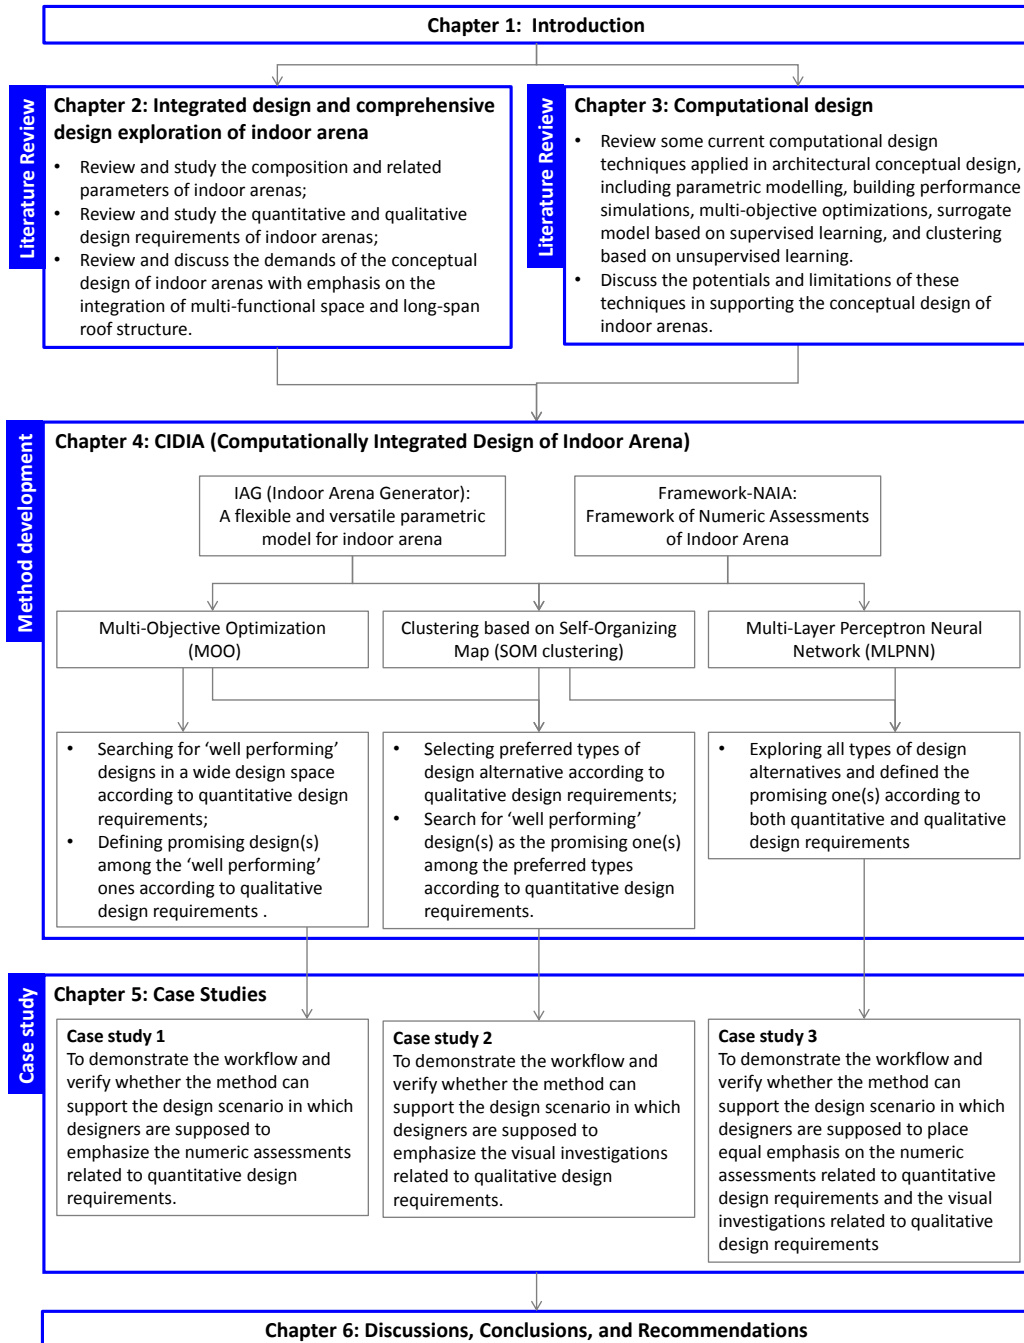 Chapter 1: Introduction
Literature Review
Chapter 2: Integrated design and comprehensive
design exploration of indoor arena
• Review and study the composition and related
parameters of indoor arenas;
• Review and study the quantitative and qualitative
design requirements of indoor arenas;
• Review and discuss the demands of the conceptual
design of indoor arenas with emphasis on the
integration of multi-functional space and long-span
roof structure.
Literature Review
Chapter 3: Computational design
• Review some current computational design
techniques applied in architectural conceptual design,
including parametric modelling, building performance
simulations, multi-objective optimizations, surrogate
model based on supervised learning, and clustering
based on unsupervised learning.
• Discuss the potentials and limitations of these
techniques in supporting the conceptual design of
indoor arenas.
Method development
Chapter 4: CIDIA (Computationally Integrated Design of Indoor Arena)
IAG (Indoor Arena Generator):
A flexible and versatile parametric
model for indoor arena
Framework-NAIA:
Framework of Numeric Assessments
of Indoor Arena
Multi-Objective Optimization
(MOO)
Clustering based on Self-Organizing
Map (SOM clustering)
Multi-Layer Perceptron Neural
Network (MLPNN)
• Searching for ‘well performing’
designs in a wide design space
according to quantitative design
requirements;
• Defining promising design(s)
among the ‘well performing’
ones according to qualitative
design requirements .
• Selecting preferred types of
design alternative according to
qualitative design requirements;
• Search for ‘well performing’
design(s) as the promising one(s)
among the preferred types
according to quantitative design
requirements.
• Exploring all types of design
alternatives and defined the
promising one(s) according to
both quantitative and qualitative
design requirements
Case study
Chapter 5: Case Studies
Case study 1
To demonstrate the workflow and
verify whether the method can
support the design scenario in which
designers are supposed to
emphasize the numeric assessments
related to quantitative design
requirements.
Case study 2
To demonstrate the workflow and
verify whether the method can
support the design scenario in which
designers are supposed to
emphasize the visual investigations
related to qualitative design
requirements.
Case study 3
To demonstrate the workflow and
verify whether the method can
support the design scenario in which
designers are supposed to place
equal emphasis on the numeric
assessments related to quantitative
design requirements and the visual
investigations related to qualitative
design requirements
Chapter 6: Discussions, Conclusions, and Recommendations